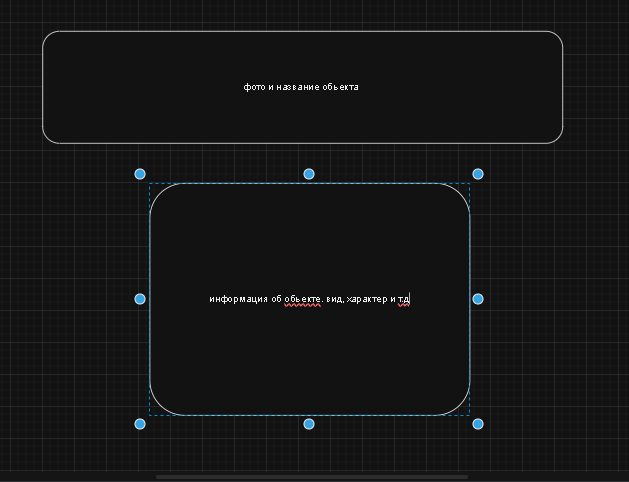 фото и название обьекта
информация об обьекте. вид, характер и т.д